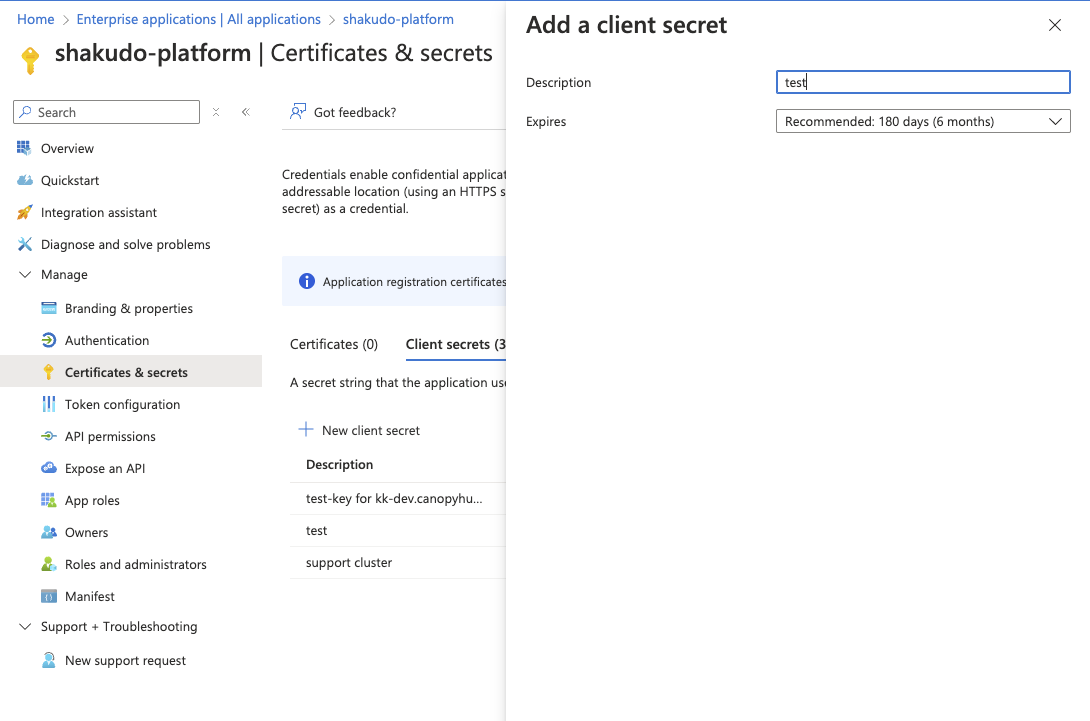 Home > Enterprise applications | All applications > shakudo-platform
shakudo-platform | Certificates & secrets
Search
Overview
Quickstart
Integration assistant
Diagnose and solve problems
Manage
Branding & properties
Authentication
Certificates & secrets
Token configuration
API permissions
Expose an API
App roles
Owners
Roles and administrators
Manifest
Support + Troubleshooting
New support request
Got feedback?
Credentials enable confidential applicat
addressable location (using an HTTPS s
secret) as a credential.
Application registration certificates
Certificates (0) Client secrets (3
A secret string that the application use
New client secret
Description
test-key for kk-dev.canopyhu...
test
support cluster
Add a client secret
Description test
Expires Recommended: 180 days (6 months)